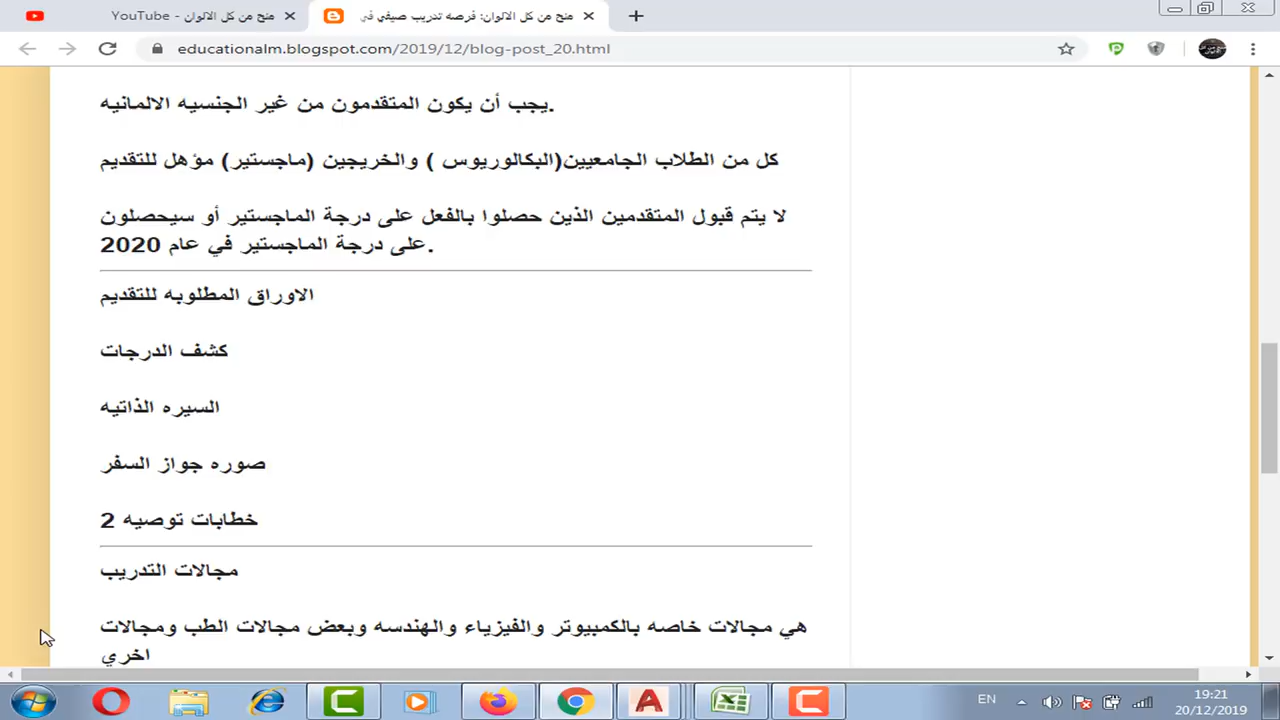 منح من كل الالوان - YouTube
منح من كل الالوان: فرصه تدريب صيفي في
educationalm.blogspot.com/2019/12/blog-post_20.html
يجب أن يكون المتقدمون من غير الجنسيه الالمانيه.
كل من الطلاب الجامعيين(البكالوريوس ) والخريجين (ماجستير) مؤهل للتقديم
لا يتم قبول المتقدمين الذين حصلوا بالفعل على درجة الماجستير أو سيحصلون
على درجة الماجستير في عام 2020.
الاوراق المطلوبه للتقديم
كشف الدرجات
السيره الذاتيه
صوره جواز السفر
خطابات توصيه 2
مجالات التدريب
هي مجالات خاصه بالكمبيوتر والفيزياء والهندسه وبعض مجالات الطب ومجالات
اخري
EN
19:21
20/12/2019